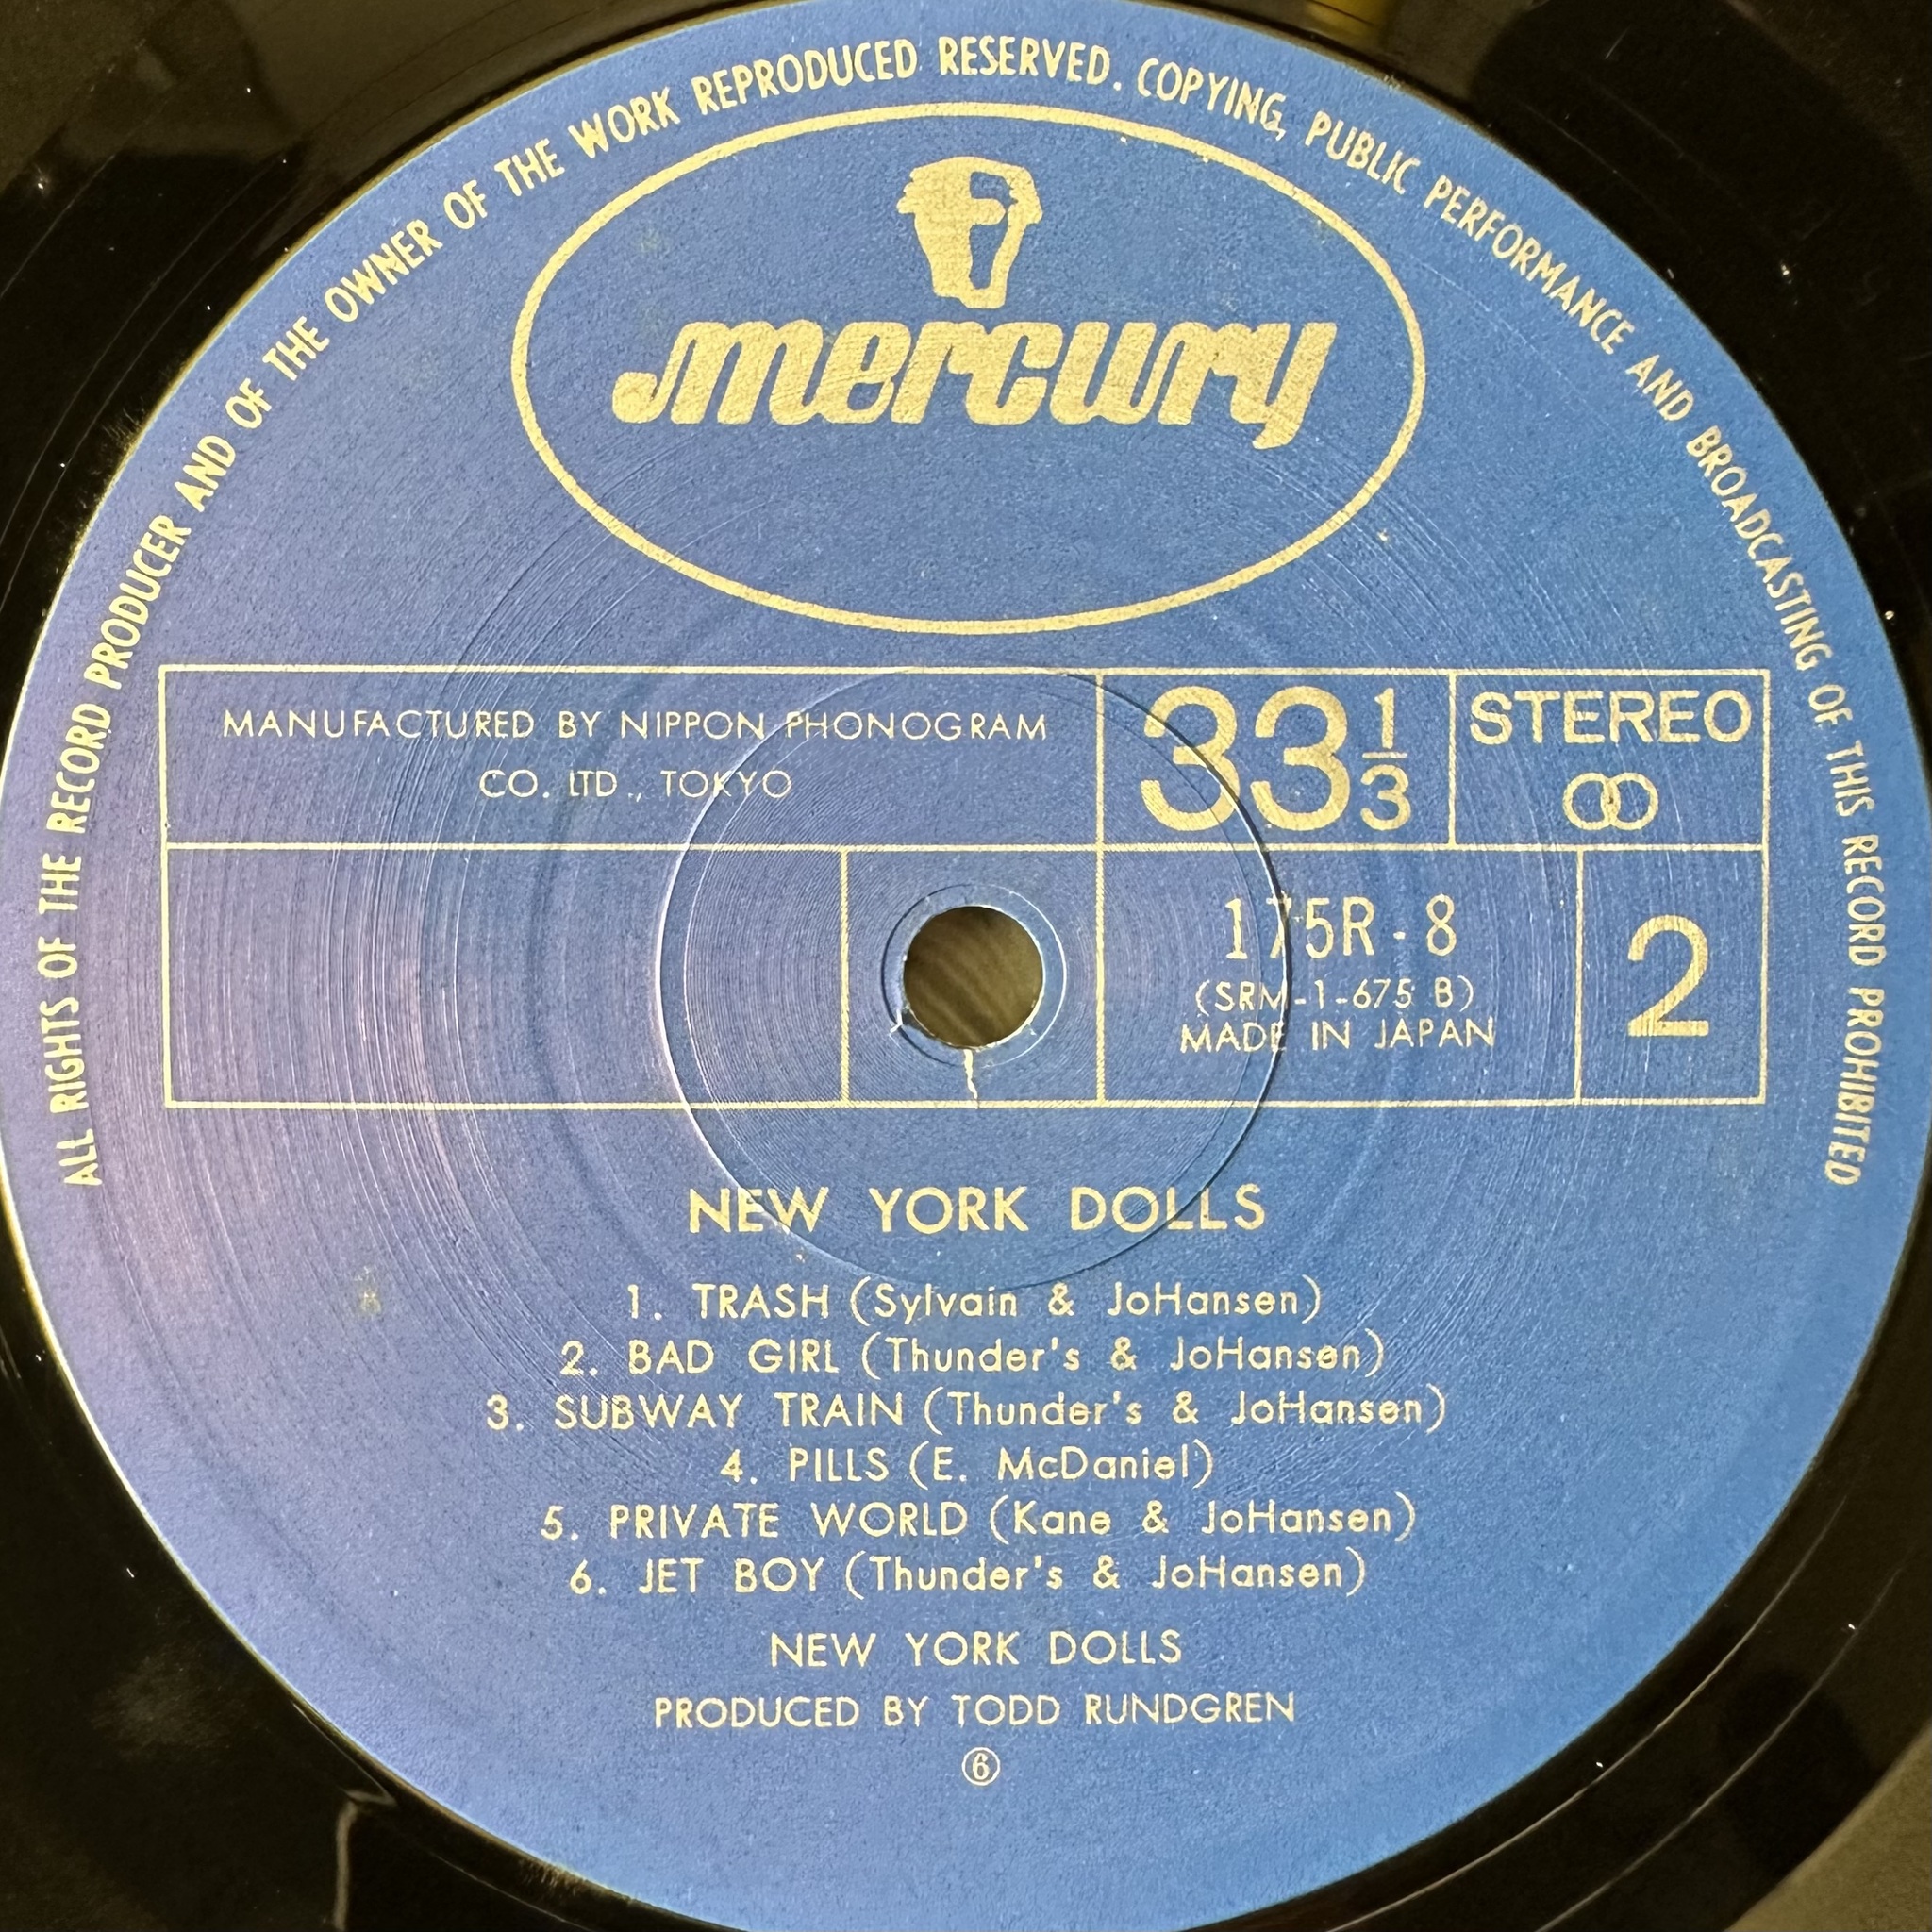 ALL RIGHTS OF THE RECORD PRODUCER AND OF THE OWNER OF THE WORK REPRODUCED RESERVED. COPYING, PUBLIC PERFORMANCE AND BROADCASTING OF THIS RECORD PROHIBITED
mercury
MANUFACTURED BY NIPPON PHONOGRAM
CO. LTD., TOKYO
33 1/3
STEREO
175R-8
(SRM-1-675 B)
MADE IN JAPAN
2
NEW YORK DOLLS
1. TRASH (Sylvain & JoHansen)
2. BAD GIRL (Thunder's & JoHansen)
3. SUBWAY TRAIN (Thunder's & JoHansen)
4. PILLS (E. McDaniel)
5. PRIVATE WORLD (Kane & JoHansen)
6. JET BOY (Thunder's & JoHansen)
NEW YORK DOLLS
PRODUCED BY TODD RUNDGREN
⑥